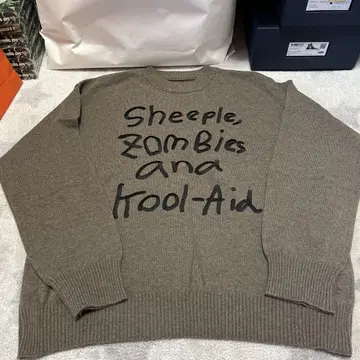 Sheeple,
ZOMBies
and
Kool-Aid